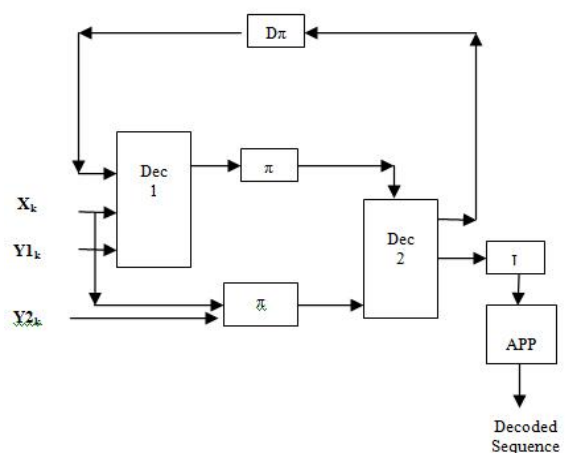 Dπ
Dec
1
π
Xₖ
Y1ₖ
Dec
2
π
Y2ₖ
APP
Decoded
Sequence